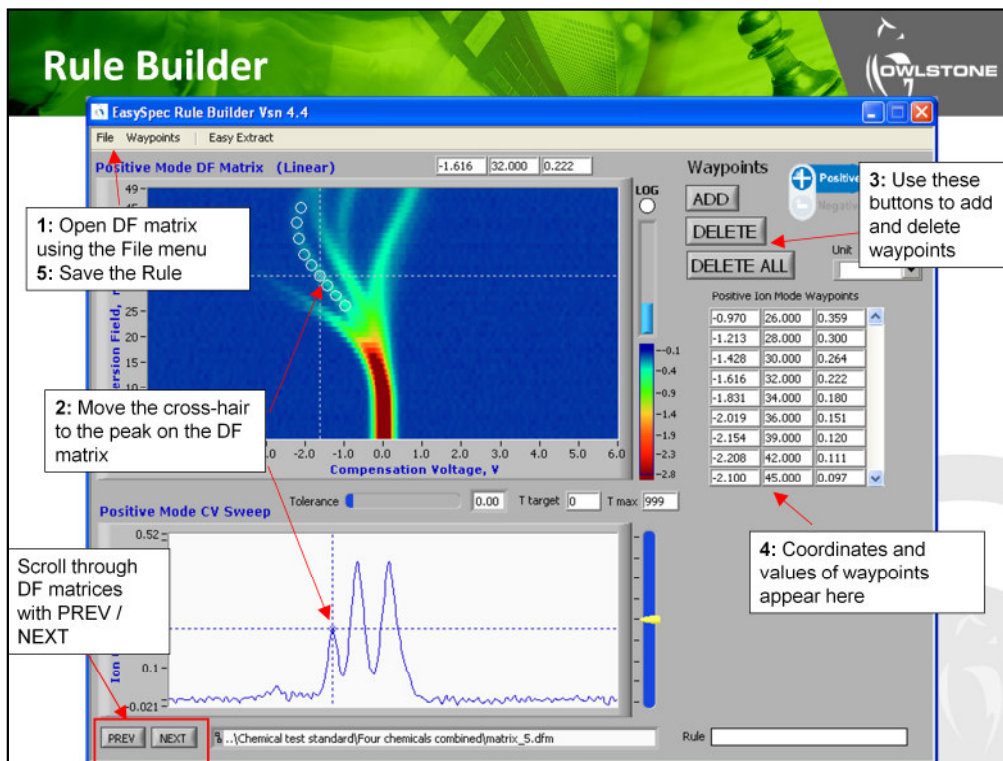 Rule Builder
OWLSTONE
EasySpec Rule Builder Vsn 4.4
File Waypoints Easy Extract
Positive Mode DF Matrix (Linear)
-1.616 32.000 0.222
49
25
20
15
10
1: Open DF matrix
using the File menu
5: Save the Rule
2: Move the cross-hair
to the peak on the DF
matrix
-2.0 -1.0 0.0 1.0 2.0 3.0 4.0 5.0 6.0
Compensation Voltage, V
LOG
-0.1
-0.4
-0.9
-1.4
-1.9
-2.3
-2.8
Waypoints
Positive
Negative
ADD
DELETE
DELETE ALL
Unit
3: Use these
buttons to add
and delete
waypoints
Positive Ion Mode Waypoints
-0.970 26.000 0.359
-1.213 28.000 0.300
-1.428 30.000 0.264
-1.616 32.000 0.222
-1.831 34.000 0.180
-2.019 36.000 0.151
-2.154 39.000 0.120
-2.208 42.000 0.111
-2.100 45.000 0.097
4: Coordinates and
values of waypoints
appear here
Tolerance 0.00 T target 0 T max 999
Positive Mode CV Sweep
0.52
0.1
-0.021
Scroll through
DF matrices
with PREV /
NEXT
PREV NEXT
..\Chemical test standard\Four chemicals combined\matrix_5.dfm
Rule